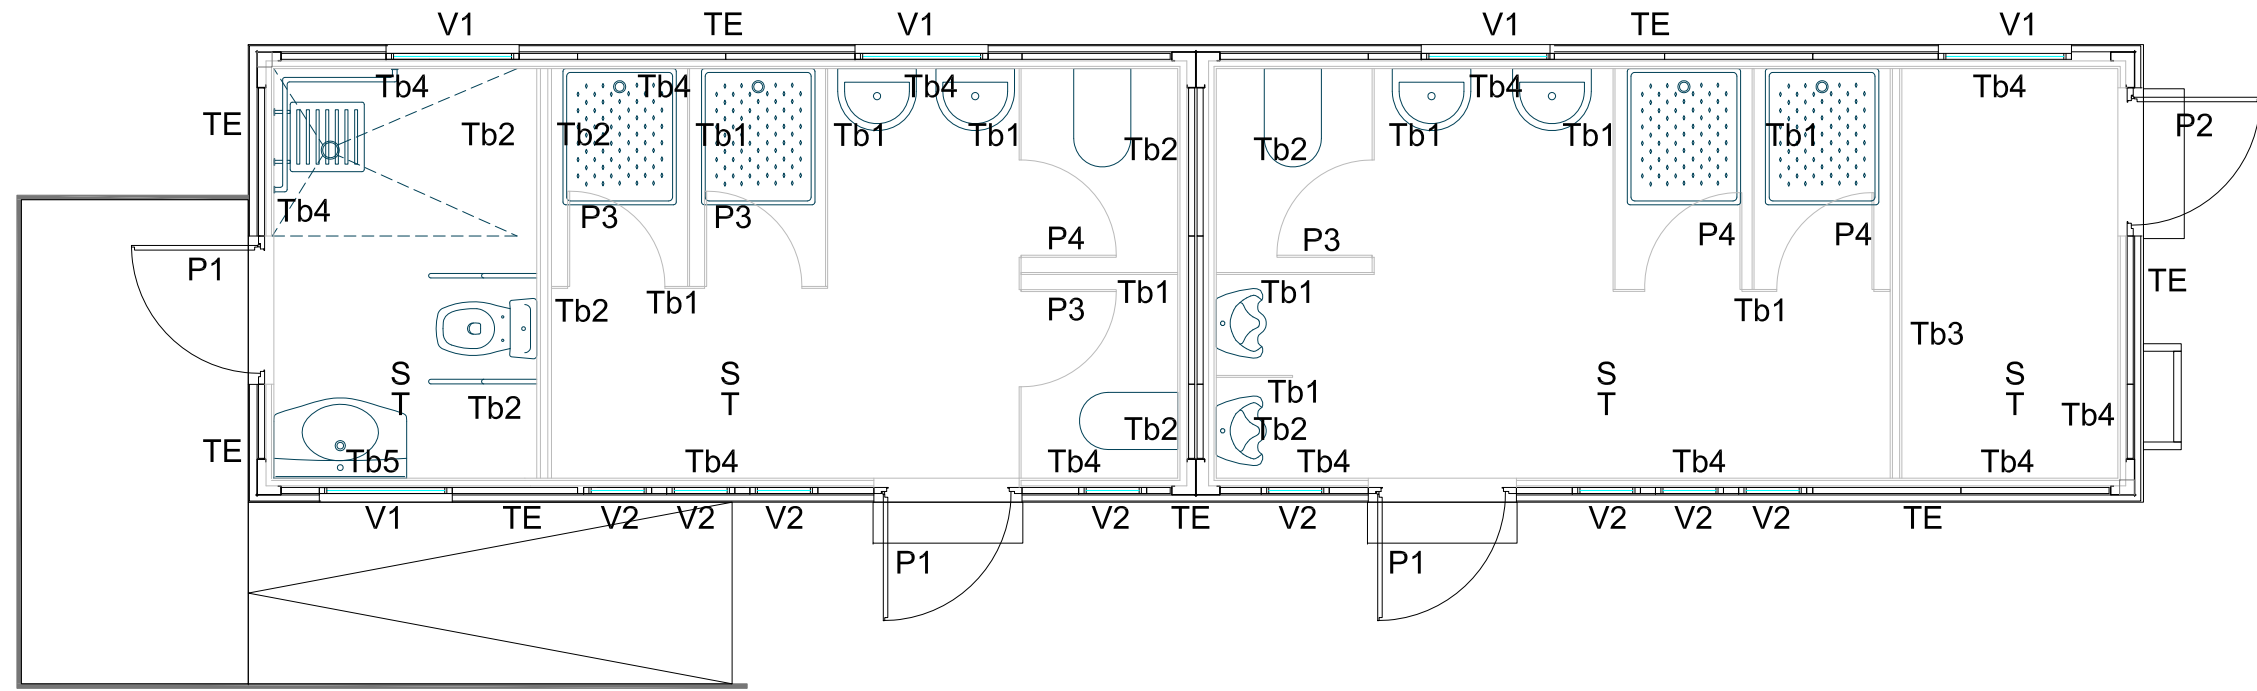 V1 TE V1 V1 TE V1
Tb4 Tb4 Tb4 Tb4 Tb4
TE Tb2 Tb2 Tb1 Tb1 Tb1 Tb2 Tb2 Tb1 Tb1 Tb1 P2
Tb4 P3 P3 P4 P3 P4 P4
P1 Tb2 Tb1 P3 Tb1 Tb1 Tb1 TE
Tb3
S S S S
T T T T
Tb2 Tb1 Tb4
TE Tb5 Tb4 Tb2 Tb4 Tb2 Tb4 Tb4 Tb4
V1 TE V2 V2 V2 V2 TE V2 V2 V2 V2 TE
P1 P1